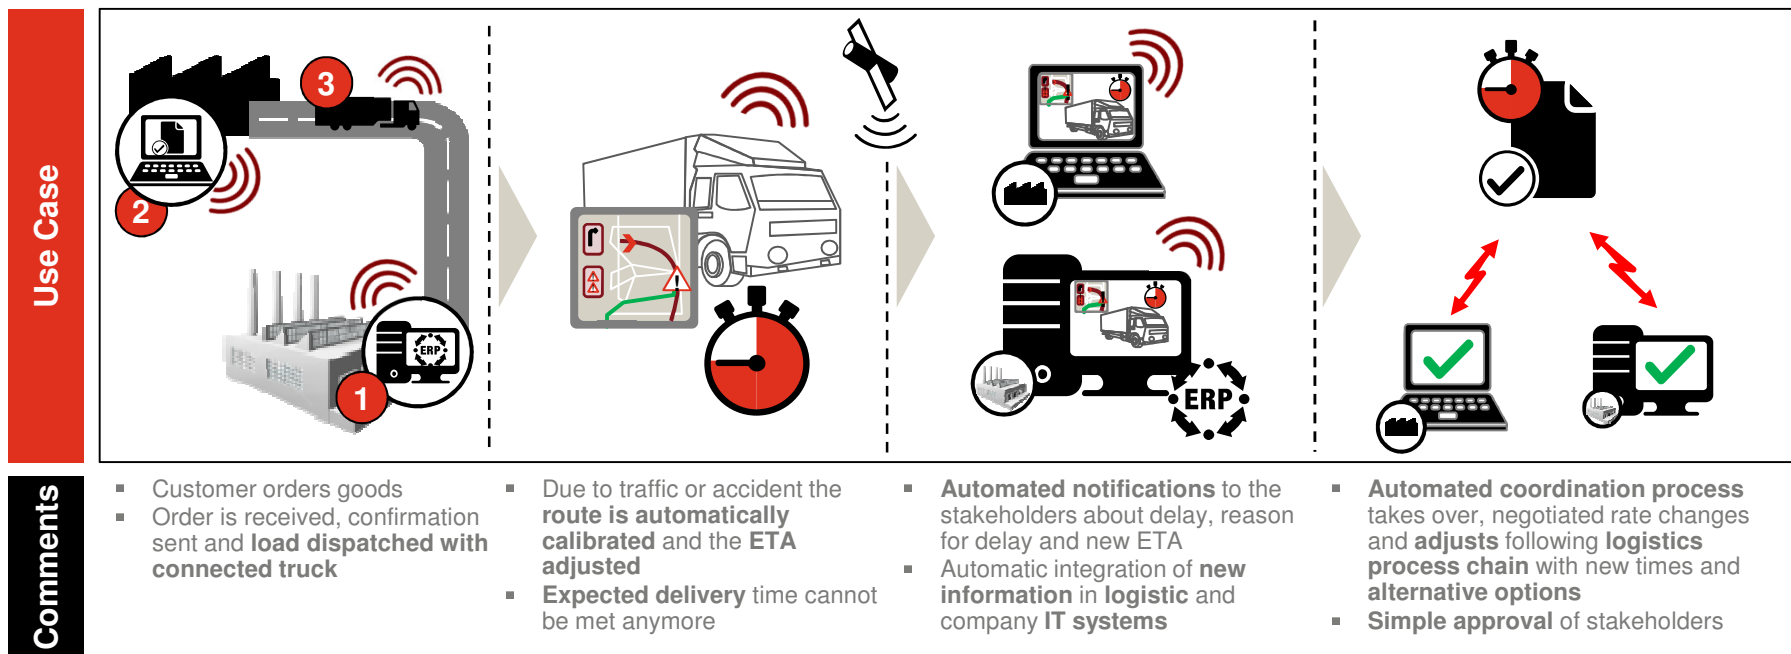 Use Case
3
2
1
ERP
ERP
!
Comments
▪ Customer orders goods
▪ Order is received, confirmation
sent and load dispatched with
connected truck
▪ Due to traffic or accident the
route is automatically
calibrated and the ETA
adjusted
▪ Expected delivery time cannot
be met anymore
▪ Automated notifications to the
stakeholders about delay, reason
for delay and new ETA
▪ Automatic integration of new
information in logistic and
company IT systems
▪ Automated coordination process
takes over, negotiated rate changes
and adjusts following logistics
process chain with new times and
alternative options
▪ Simple approval of stakeholders